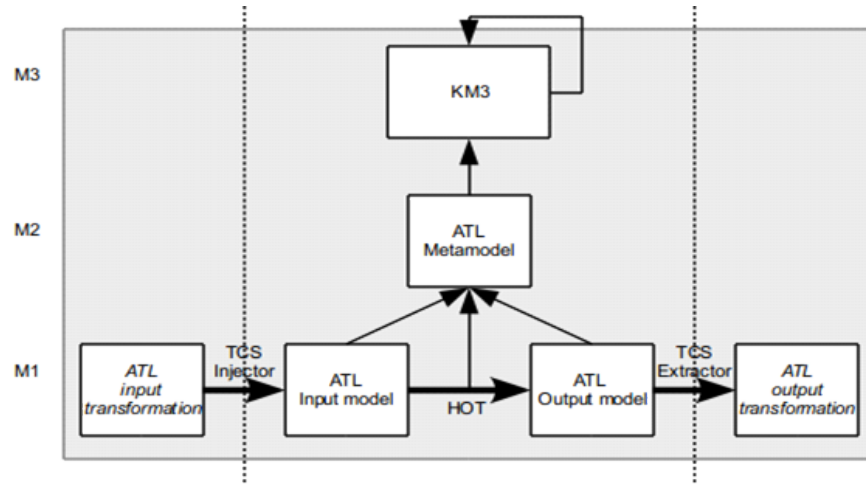 M3
KM3
M2
ATL
Metamodel
M1
ATL
input
transformation
TCS
Injector
ATL
Input model
HOT
ATL
Output model
TCS
Extractor
ATL
output
transformation